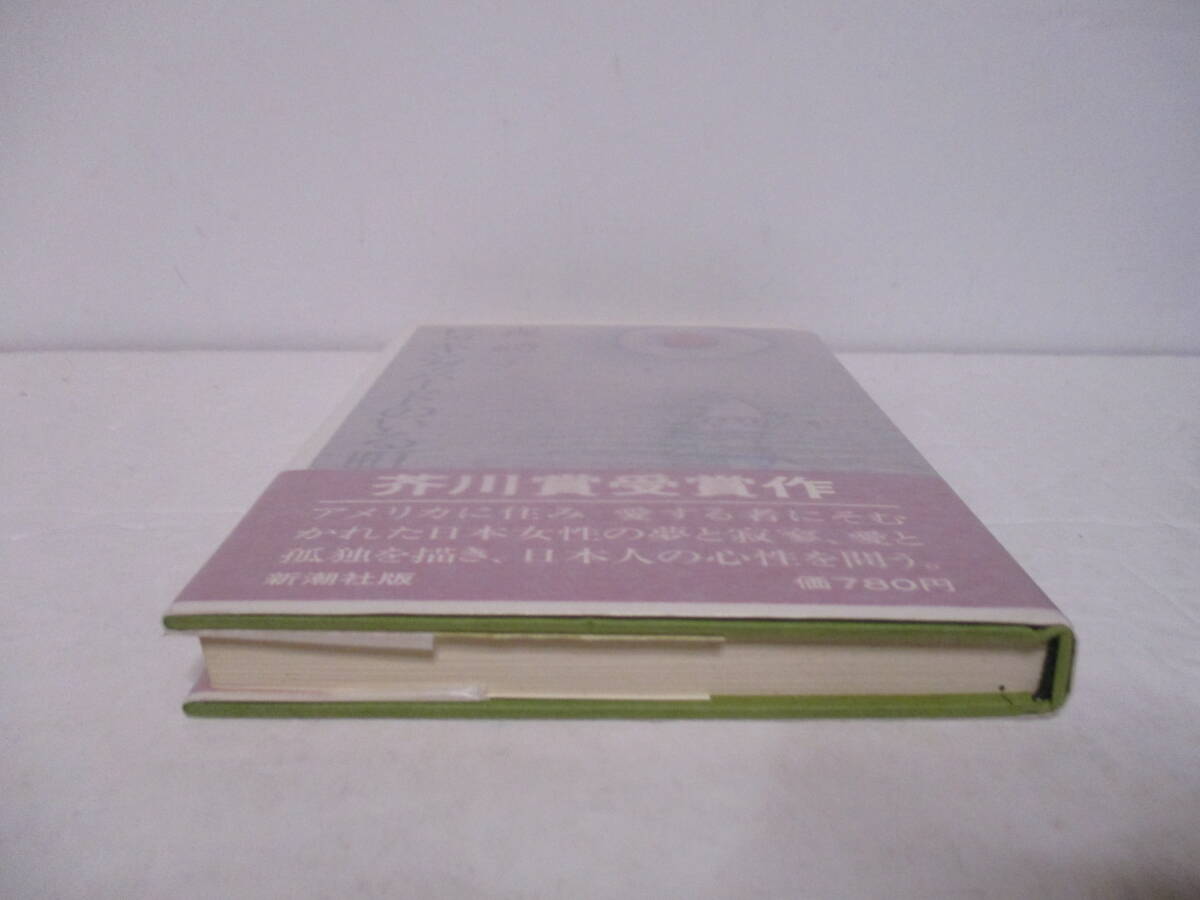 芥川賞受賞作
アメリカに住み 愛する者にそむ
かれた日本女性の夢と寂寥、愛と
孤独を描き、日本人の心性を問う。
新潮社版
価780円